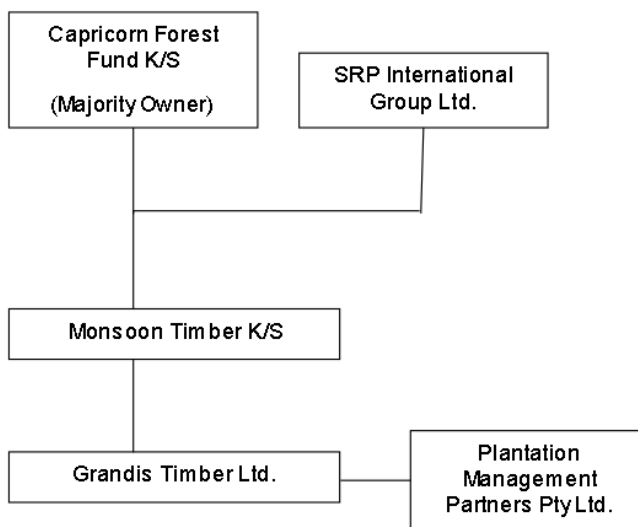 Capricorn Forest
Fund K/S
(Majority Owner)
SRP International
Group Ltd.
Monsoon Timber K/S
Grandis Timber Ltd.
Plantation
Management
Partners Pty Ltd.